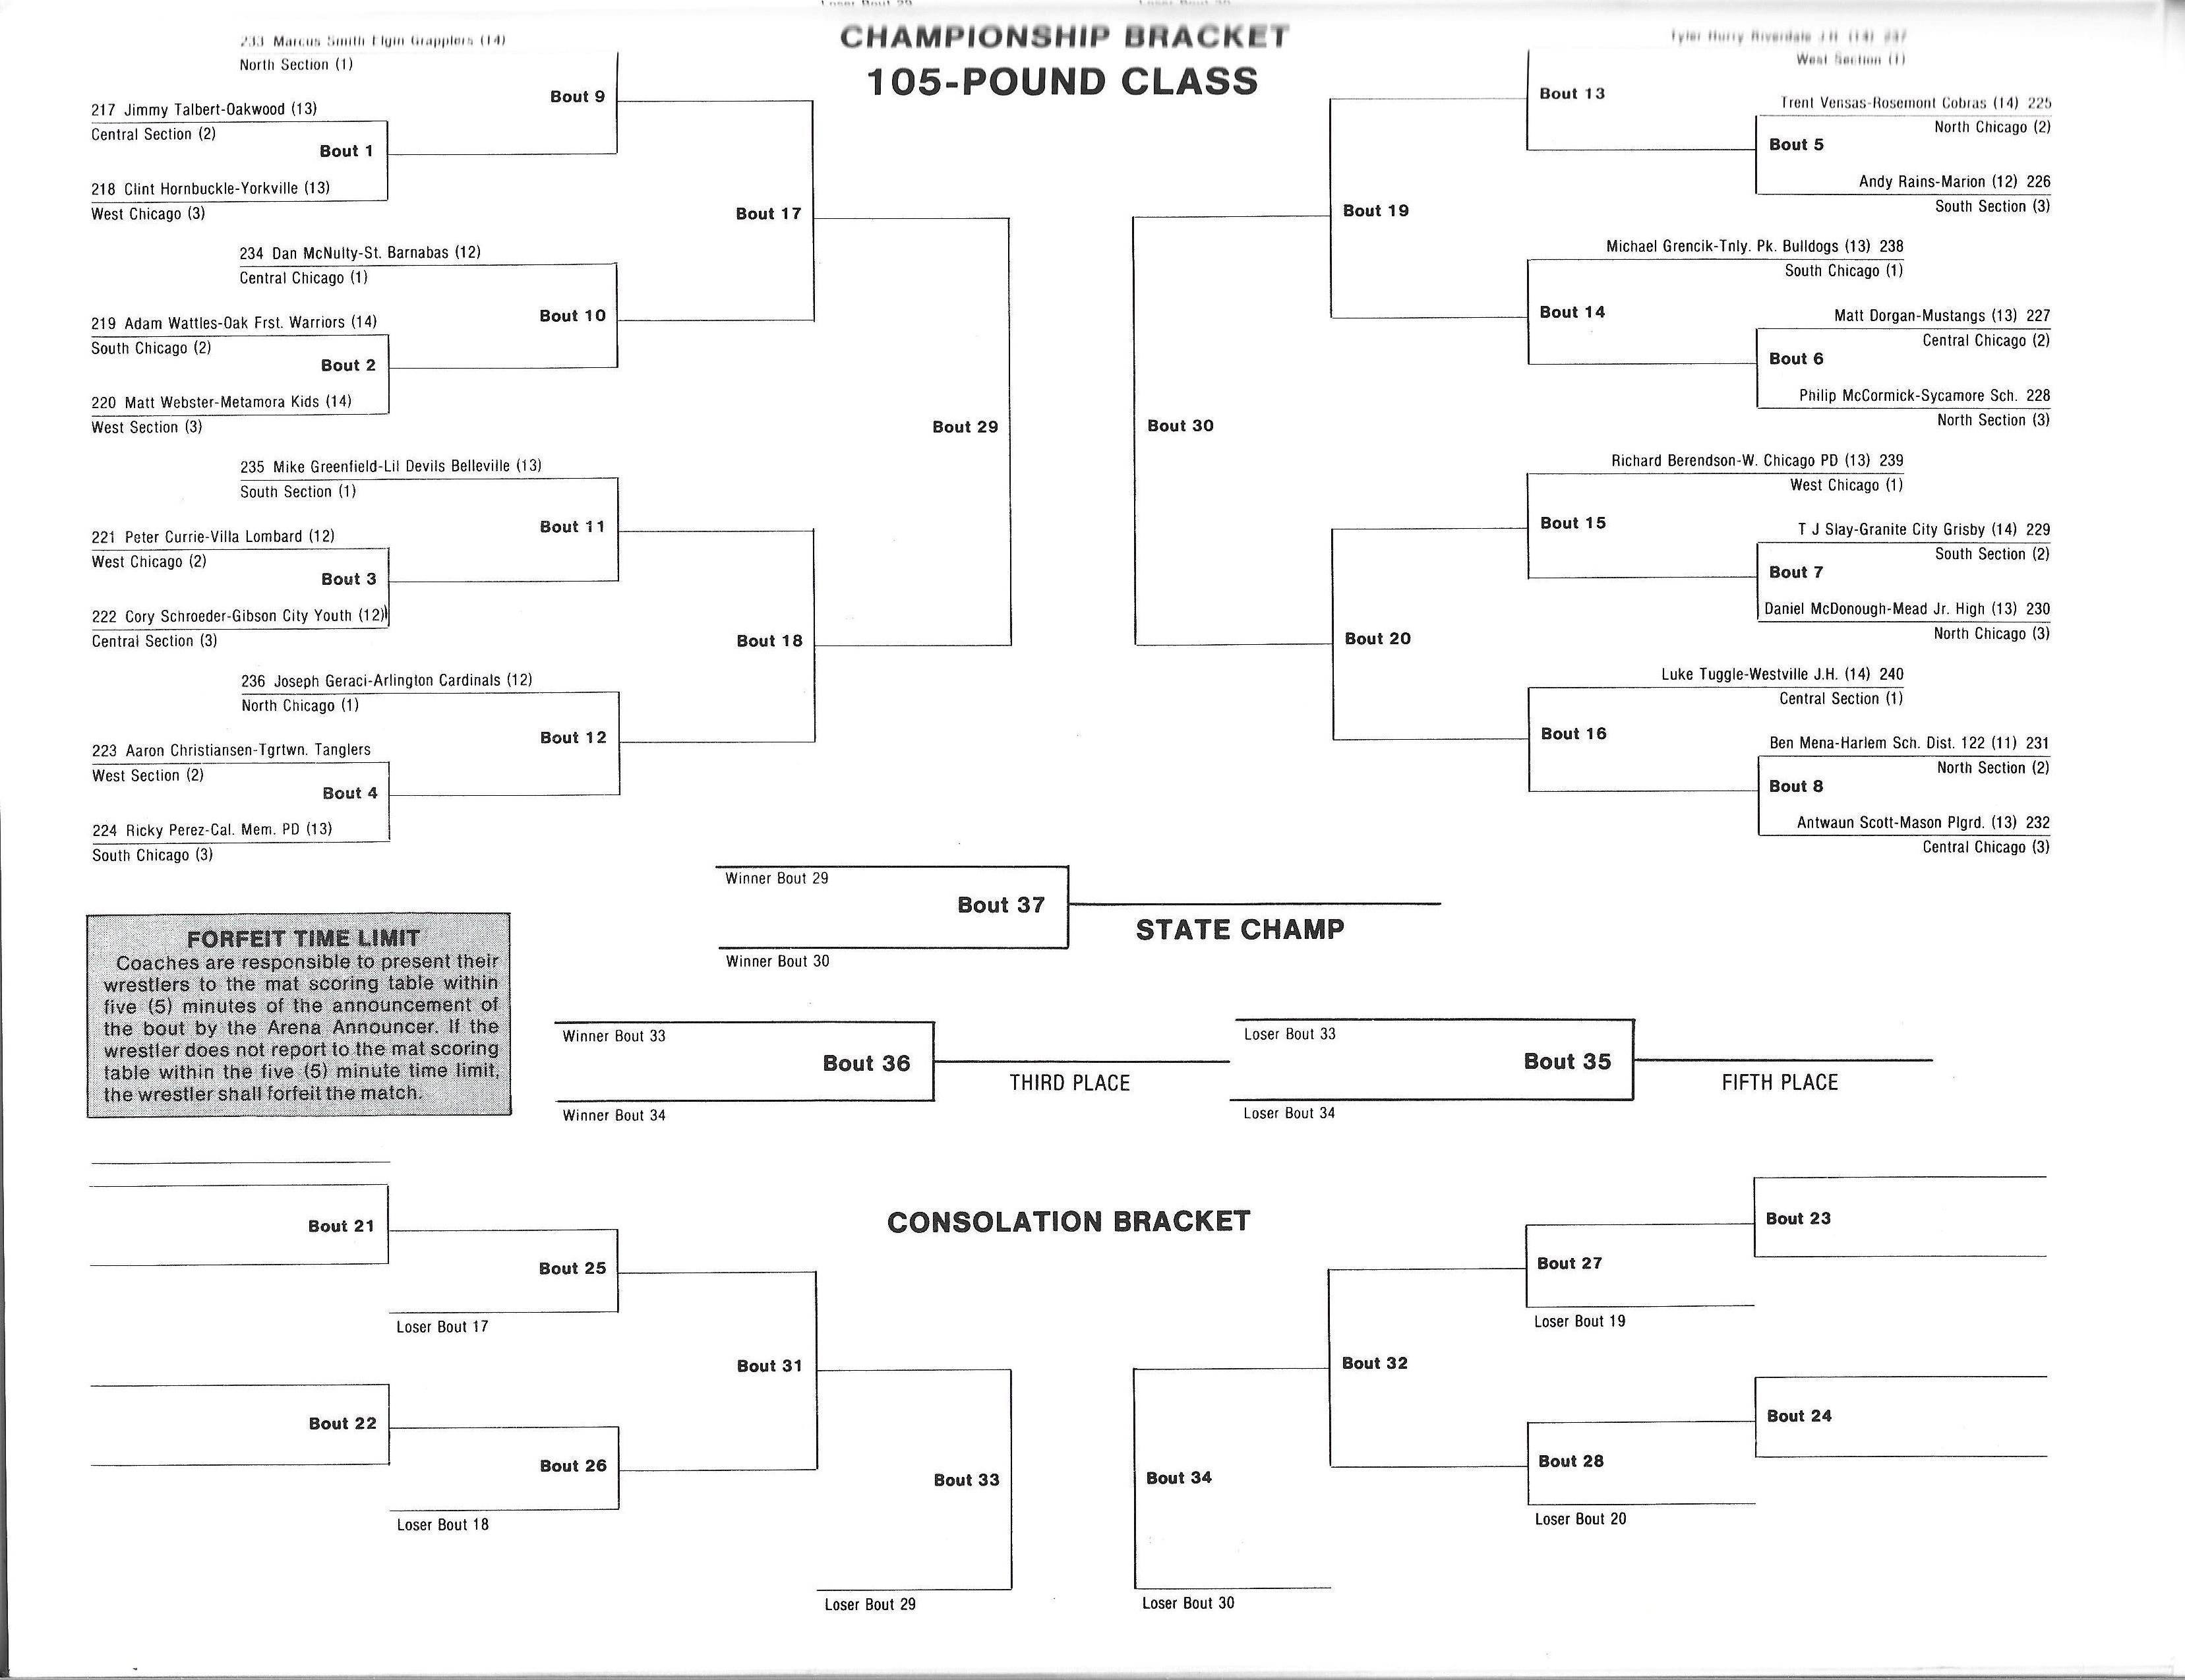 CHAMPIONSHIP BRACKET
105-POUND CLASS
233 Marcus Smith Elgin Grapplers (14)
North Section (1)
217 Jimmy Talbert-Oakwood (13)
Central Section (2)
Bout 1
218 Clint Hornbuckle-Yorkville (13)
West Chicago (3)
Bout 9
234 Dan McNulty-St. Barnabas (12)
Central Chicago (1)
219 Adam Wattles-Oak Frst. Warriors (14)
South Chicago (2)
Bout 2
220 Matt Webster-Metamora Kids (14)
West Section (3)
Bout 10
Bout 17
235 Mike Greenfield-Lil Devils Belleville (13)
South Section (1)
221 Peter Currie-Villa Lombard (12)
West Chicago (2)
Bout 3
222 Cory Schroeder-Gibson City Youth (12)
Central Section (3)
Bout 11
236 Joseph Geraci-Arlington Cardinals (12)
North Chicago (1)
223 Aaron Christiansen-Tgrtwn. Tanglers
West Section (2)
Bout 4
224 Ricky Perez-Cal. Mem. PD (13)
South Chicago (3)
Bout 12
Bout 18
Bout 29
Tyler Hurry Riverdale J.H. (14) 237
West Section (1)
Bout 13
Trent Vensas-Rosemont Cobras (14) 225
North Chicago (2)
Bout 5
Andy Rains-Marion (12) 226
South Section (3)
Bout 19
Michael Grencik-Tnly. Pk. Bulldogs (13) 238
South Chicago (1)
Bout 14
Matt Dorgan-Mustangs (13) 227
Central Chicago (2)
Bout 6
Philip McCormick-Sycamore Sch. 228
North Section (3)
Bout 30
Richard Berendson-W. Chicago PD (13) 239
West Chicago (1)
Bout 15
T J Slay-Granite City Grisby (14) 229
South Section (2)
Bout 7
Daniel McDonough-Mead Jr. High (13) 230
North Chicago (3)
Bout 20
Luke Tuggle-Westville J.H. (14) 240
Central Section (1)
Bout 16
Ben Mena-Harlem Sch. Dist. 122 (11) 231
North Section (2)
Bout 8
Antwaun Scott-Mason Plgrd. (13) 232
Central Chicago (3)
Winner Bout 29
Bout 37
Winner Bout 30
STATE CHAMP
FORFEIT TIME LIMIT
Coaches are responsible to present their
wrestlers to the mat scoring table within
five (5) minutes of the announcement of
the bout by the Arena Announcer. If the
wrestler does not report to the mat scoring
table within the five (5) minute time limit,
the wrestler shall forfeit the match.
Winner Bout 33
Bout 36
Winner Bout 34
THIRD PLACE
Loser Bout 33
Bout 35
Loser Bout 34
FIFTH PLACE
CONSOLATION BRACKET
Bout 21
Bout 25
Loser Bout 17
Bout 31
Bout 22
Bout 26
Loser Bout 18
Bout 33
Loser Bout 29
Bout 23
Bout 27
Loser Bout 19
Bout 32
Bout 24
Bout 28
Loser Bout 20
Bout 34
Loser Bout 30